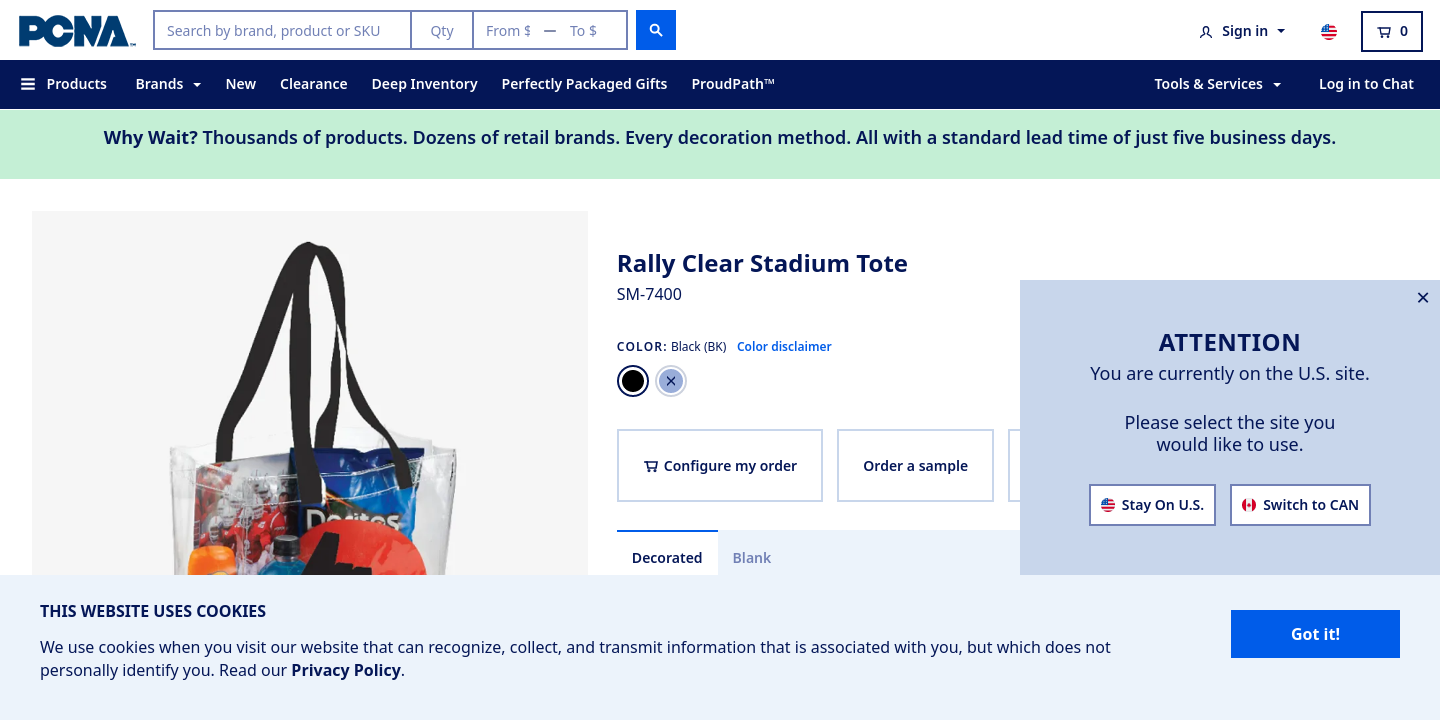 PCNA™
Search by brand, product or SKU
Qty
From $ — To $
Sign in
0
Products
Brands
New
Clearance
Deep Inventory
Perfectly Packaged Gifts
ProudPath™
Tools & Services
Log in to Chat
Why Wait? Thousands of products. Dozens of retail brands. Every decoration method. All with a standard lead time of just five business days.
Doritos
Rally Clear Stadium Tote
SM-7400
COLOR: Black (BK) Color disclaimer
Configure my order
Order a sample
Decorated
Blank
ATTENTION
You are currently on the U.S. site.
Please select the site you
would like to use.
Stay On U.S.
Switch to CAN
THIS WEBSITE USES COOKIES
We use cookies when you visit our website that can recognize, collect, and transmit information that is associated with you, but which does not
personally identify you. Read our Privacy Policy.
Got it!